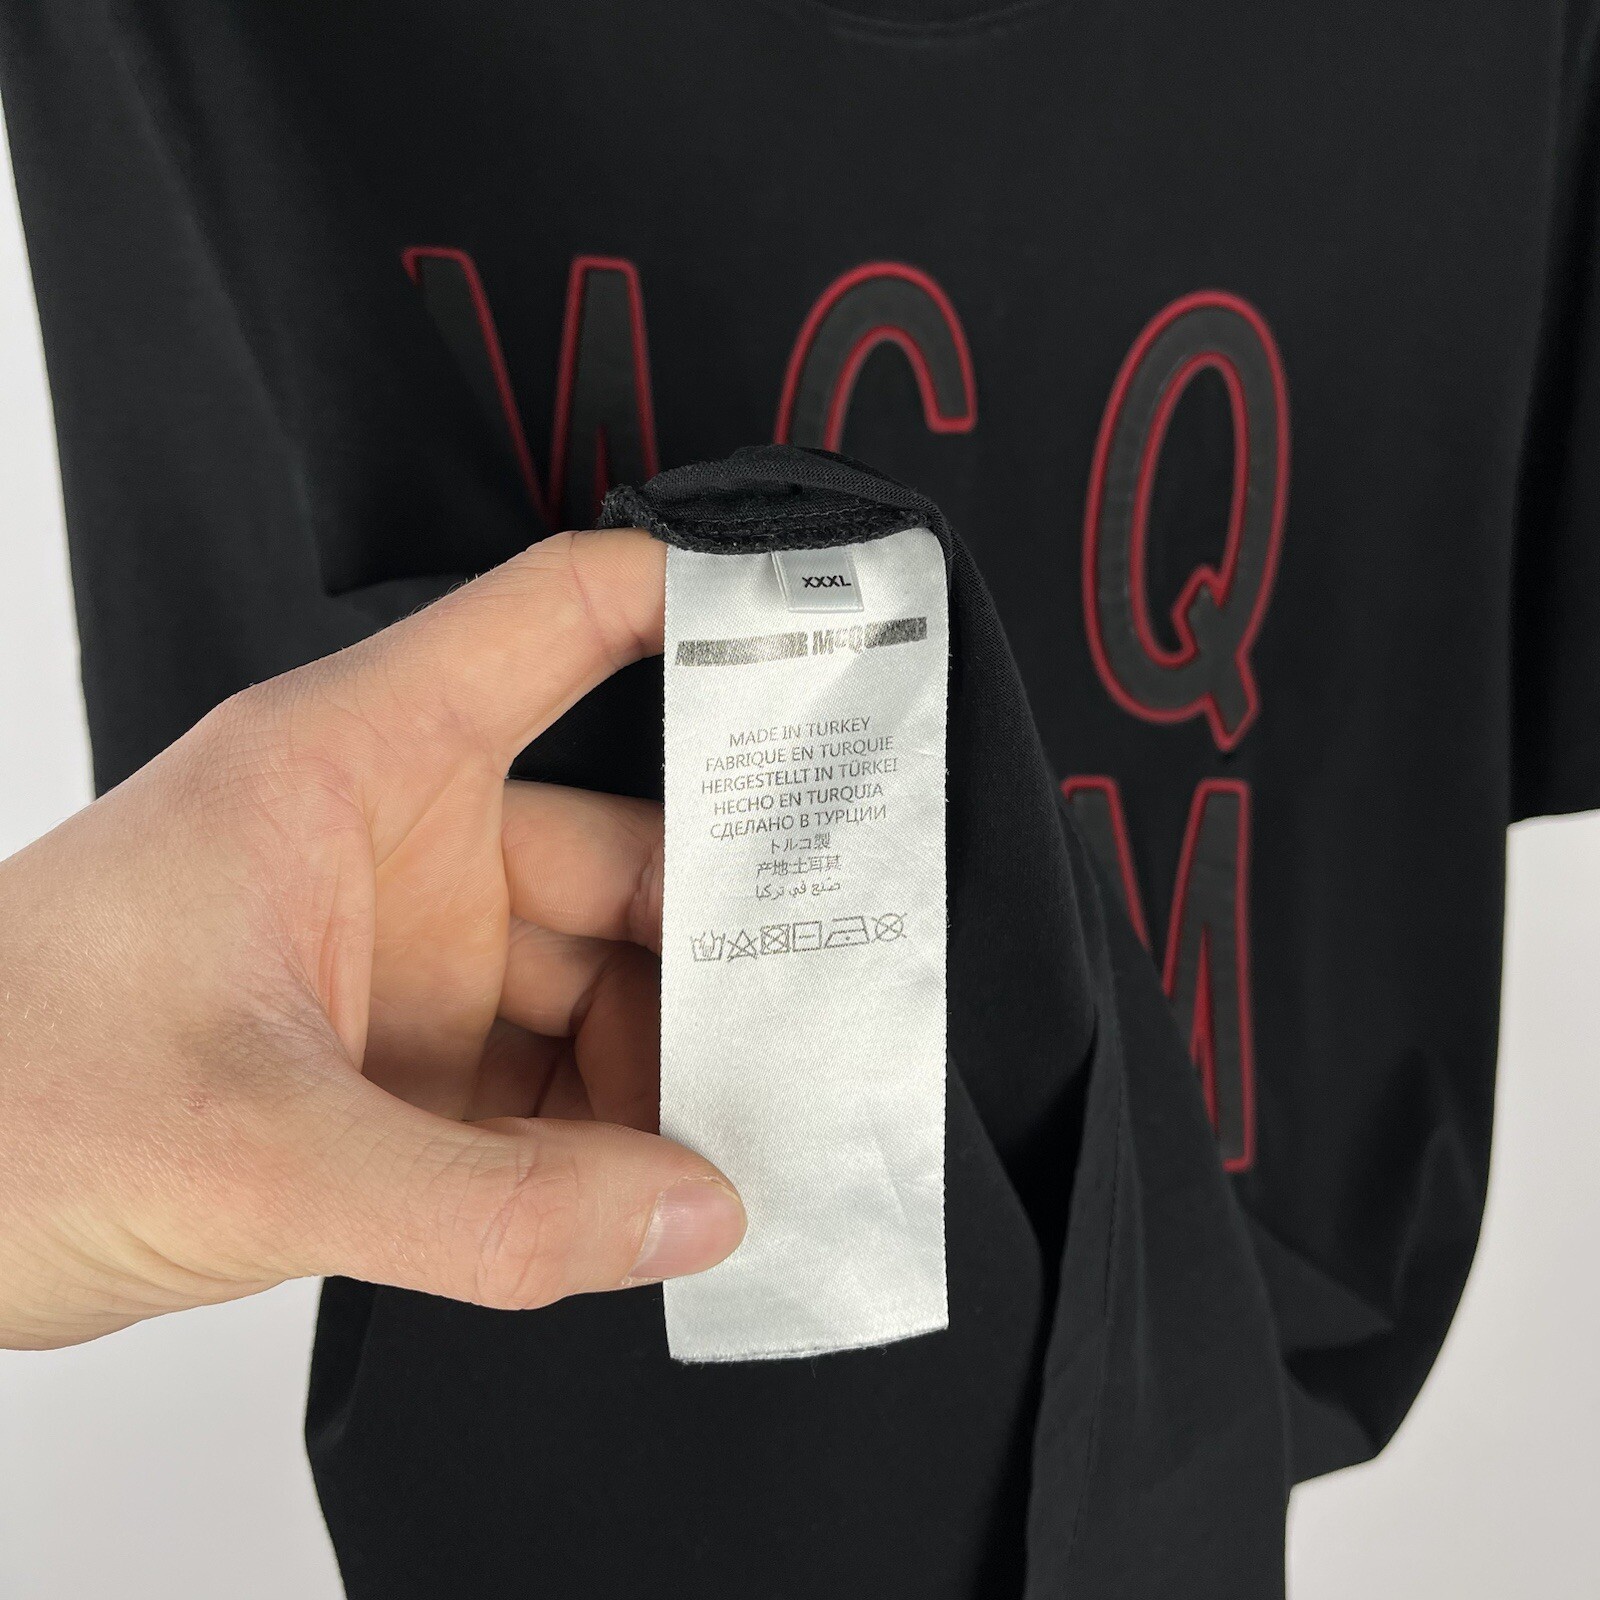 MCQ
M
XXXL
MCQ
MADE IN TURKEY
FABRIQUE EN TURQUIE
HERGESTELLT IN TÜRKEI
HECHO EN TURQUIA
СДЕЛАНО В ТУРЦИИ
トルコ製
产地:土耳其
صنع في تركيا